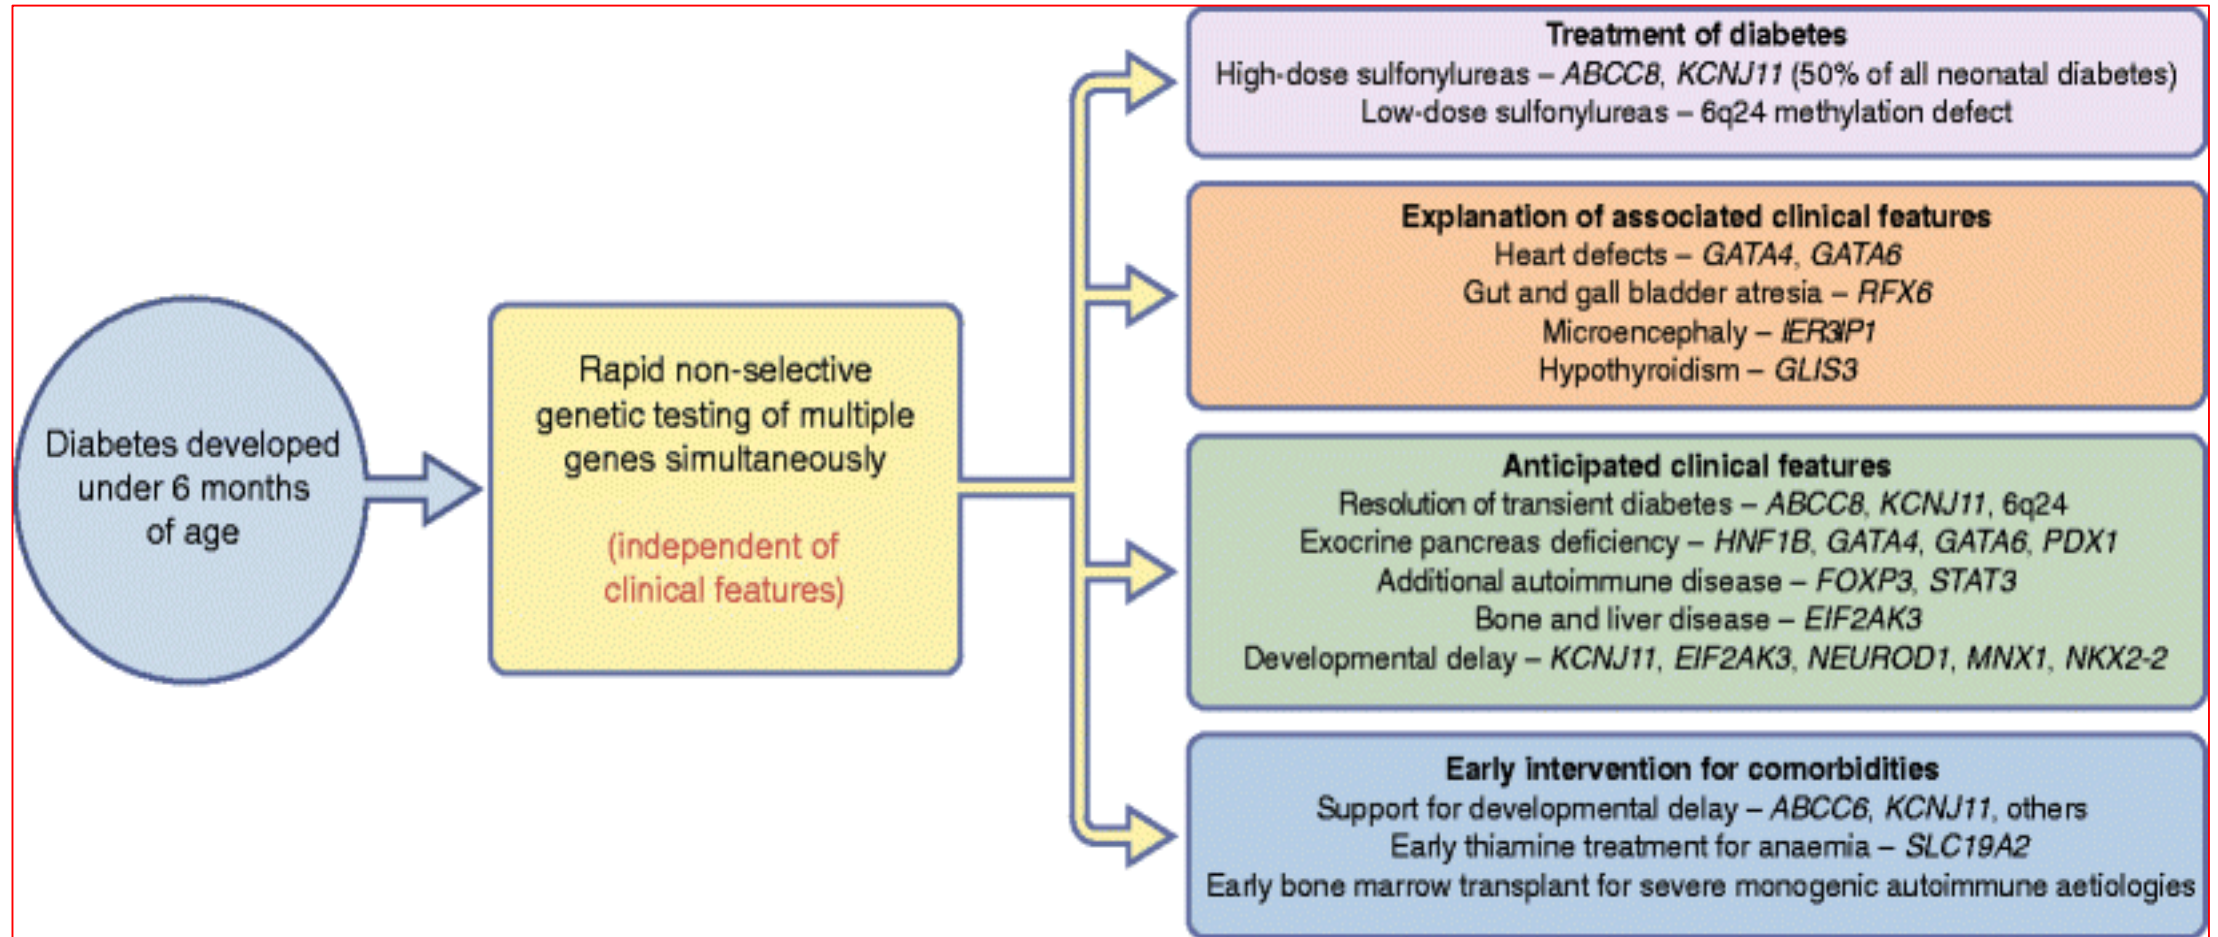 Diabetes developed
under 6 months
of age
Rapid non-selective
genetic testing of multiple
genes simultaneously
(independent of
clinical features)
Treatment of diabetes
High-dose sulfonylureas – ABCC8, KCNJ11 (50% of all neonatal diabetes)
Low-dose sulfonylureas – 6q24 methylation defect
Explanation of associated clinical features
Heart defects – GATA4, GATA6
Gut and gall bladder atresia – RFX6
Microencephaly – IER3IP1
Hypothyroidism – GLIS3
Anticipated clinical features
Resolution of transient diabetes – ABCC8, KCNJ11, 6q24
Exocrine pancreas deficiency – HNF1B, GATA4, GATA6, PDX1
Additional autoimmune disease – FOXP3, STAT3
Bone and liver disease – EIF2AK3
Developmental delay – KCNJ11, EIF2AK3, NEUROD1, MNX1, NKX2-2
Early intervention for comorbidities
Support for developmental delay – ABCC6, KCNJ11, others
Early thiamine treatment for anaemia – SLC19A2
Early bone marrow transplant for severe monogenic autoimmune aetiologies